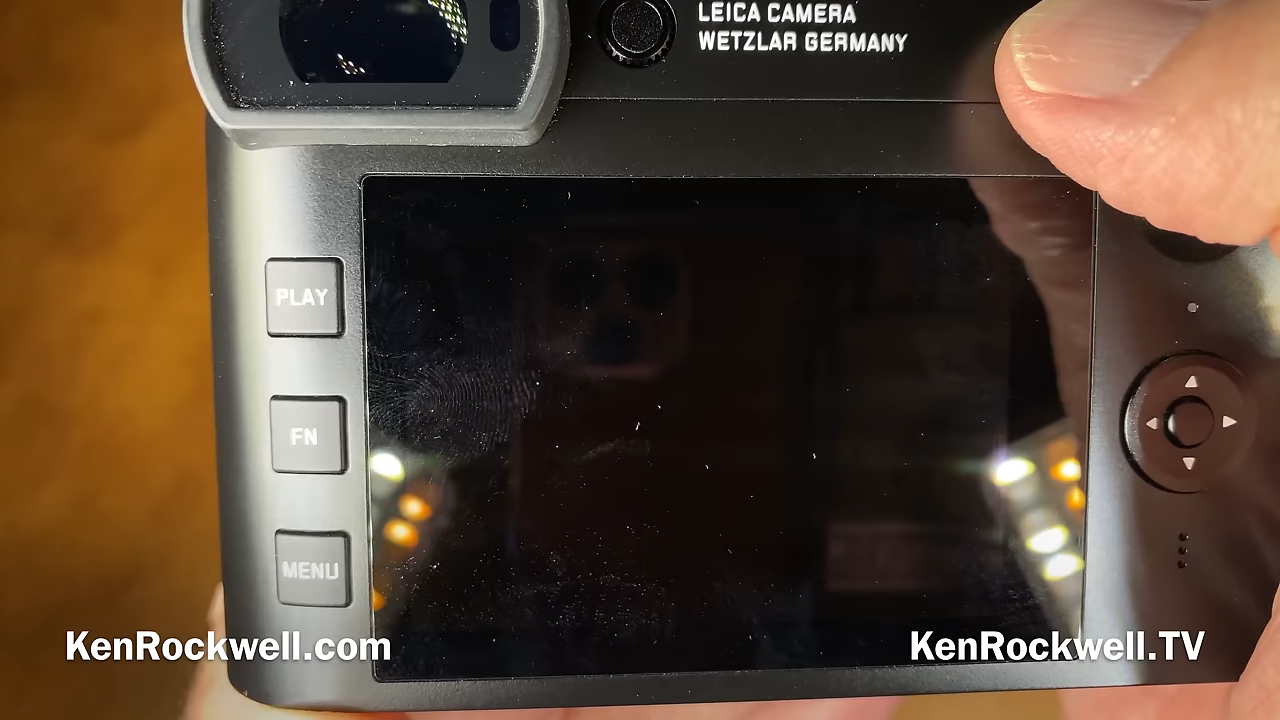 LEICA CAMERA
WETZLAR GERMANY
PLAY
FN
MENU
KenRockwell.com
KenRockwell.TV